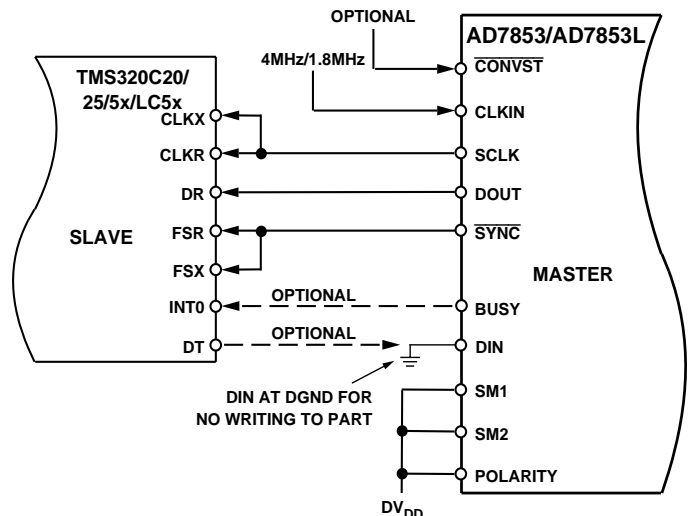 OPTIONAL
AD7853/AD7853L
4MHz/1.8MHz
CONVST
TMS320C20/
25/5x/LC5x
CLKX
CLKIN
CLKR
SCLK
DR
DOUT
SLAVE
FSR
SYNC
FSX
MASTER
INT0
OPTIONAL
BUSY
DT
OPTIONAL
DIN
DIN AT DGND FOR
NO WRITING TO PART
SM1
SM2
POLARITY
DVDD